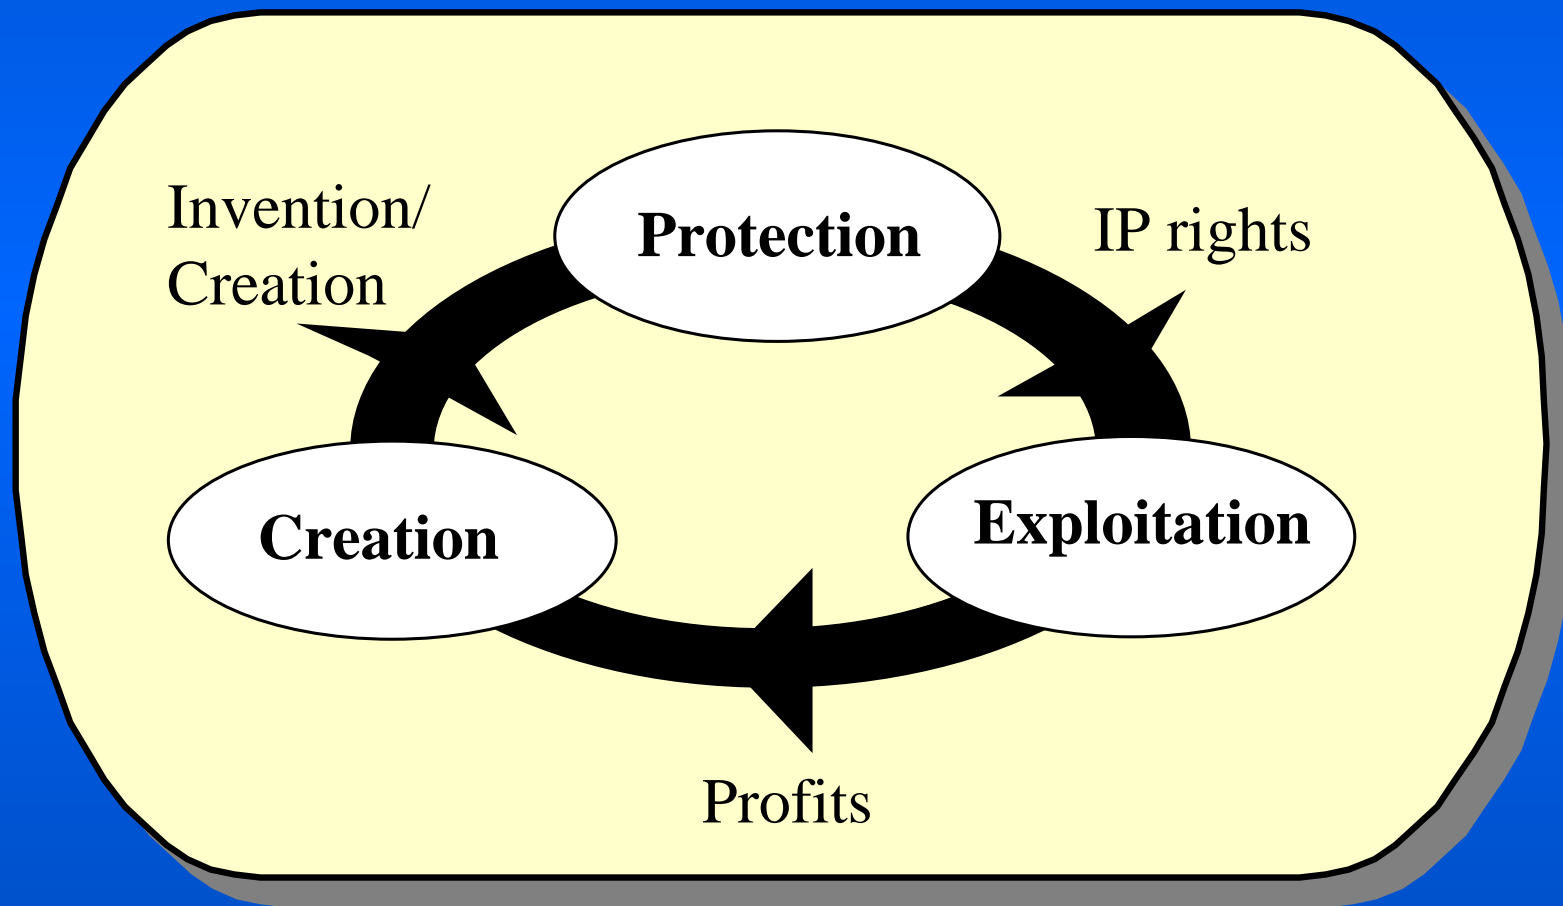 Invention/
Creation
Protection
IP rights
Creation
Exploitation
Profits